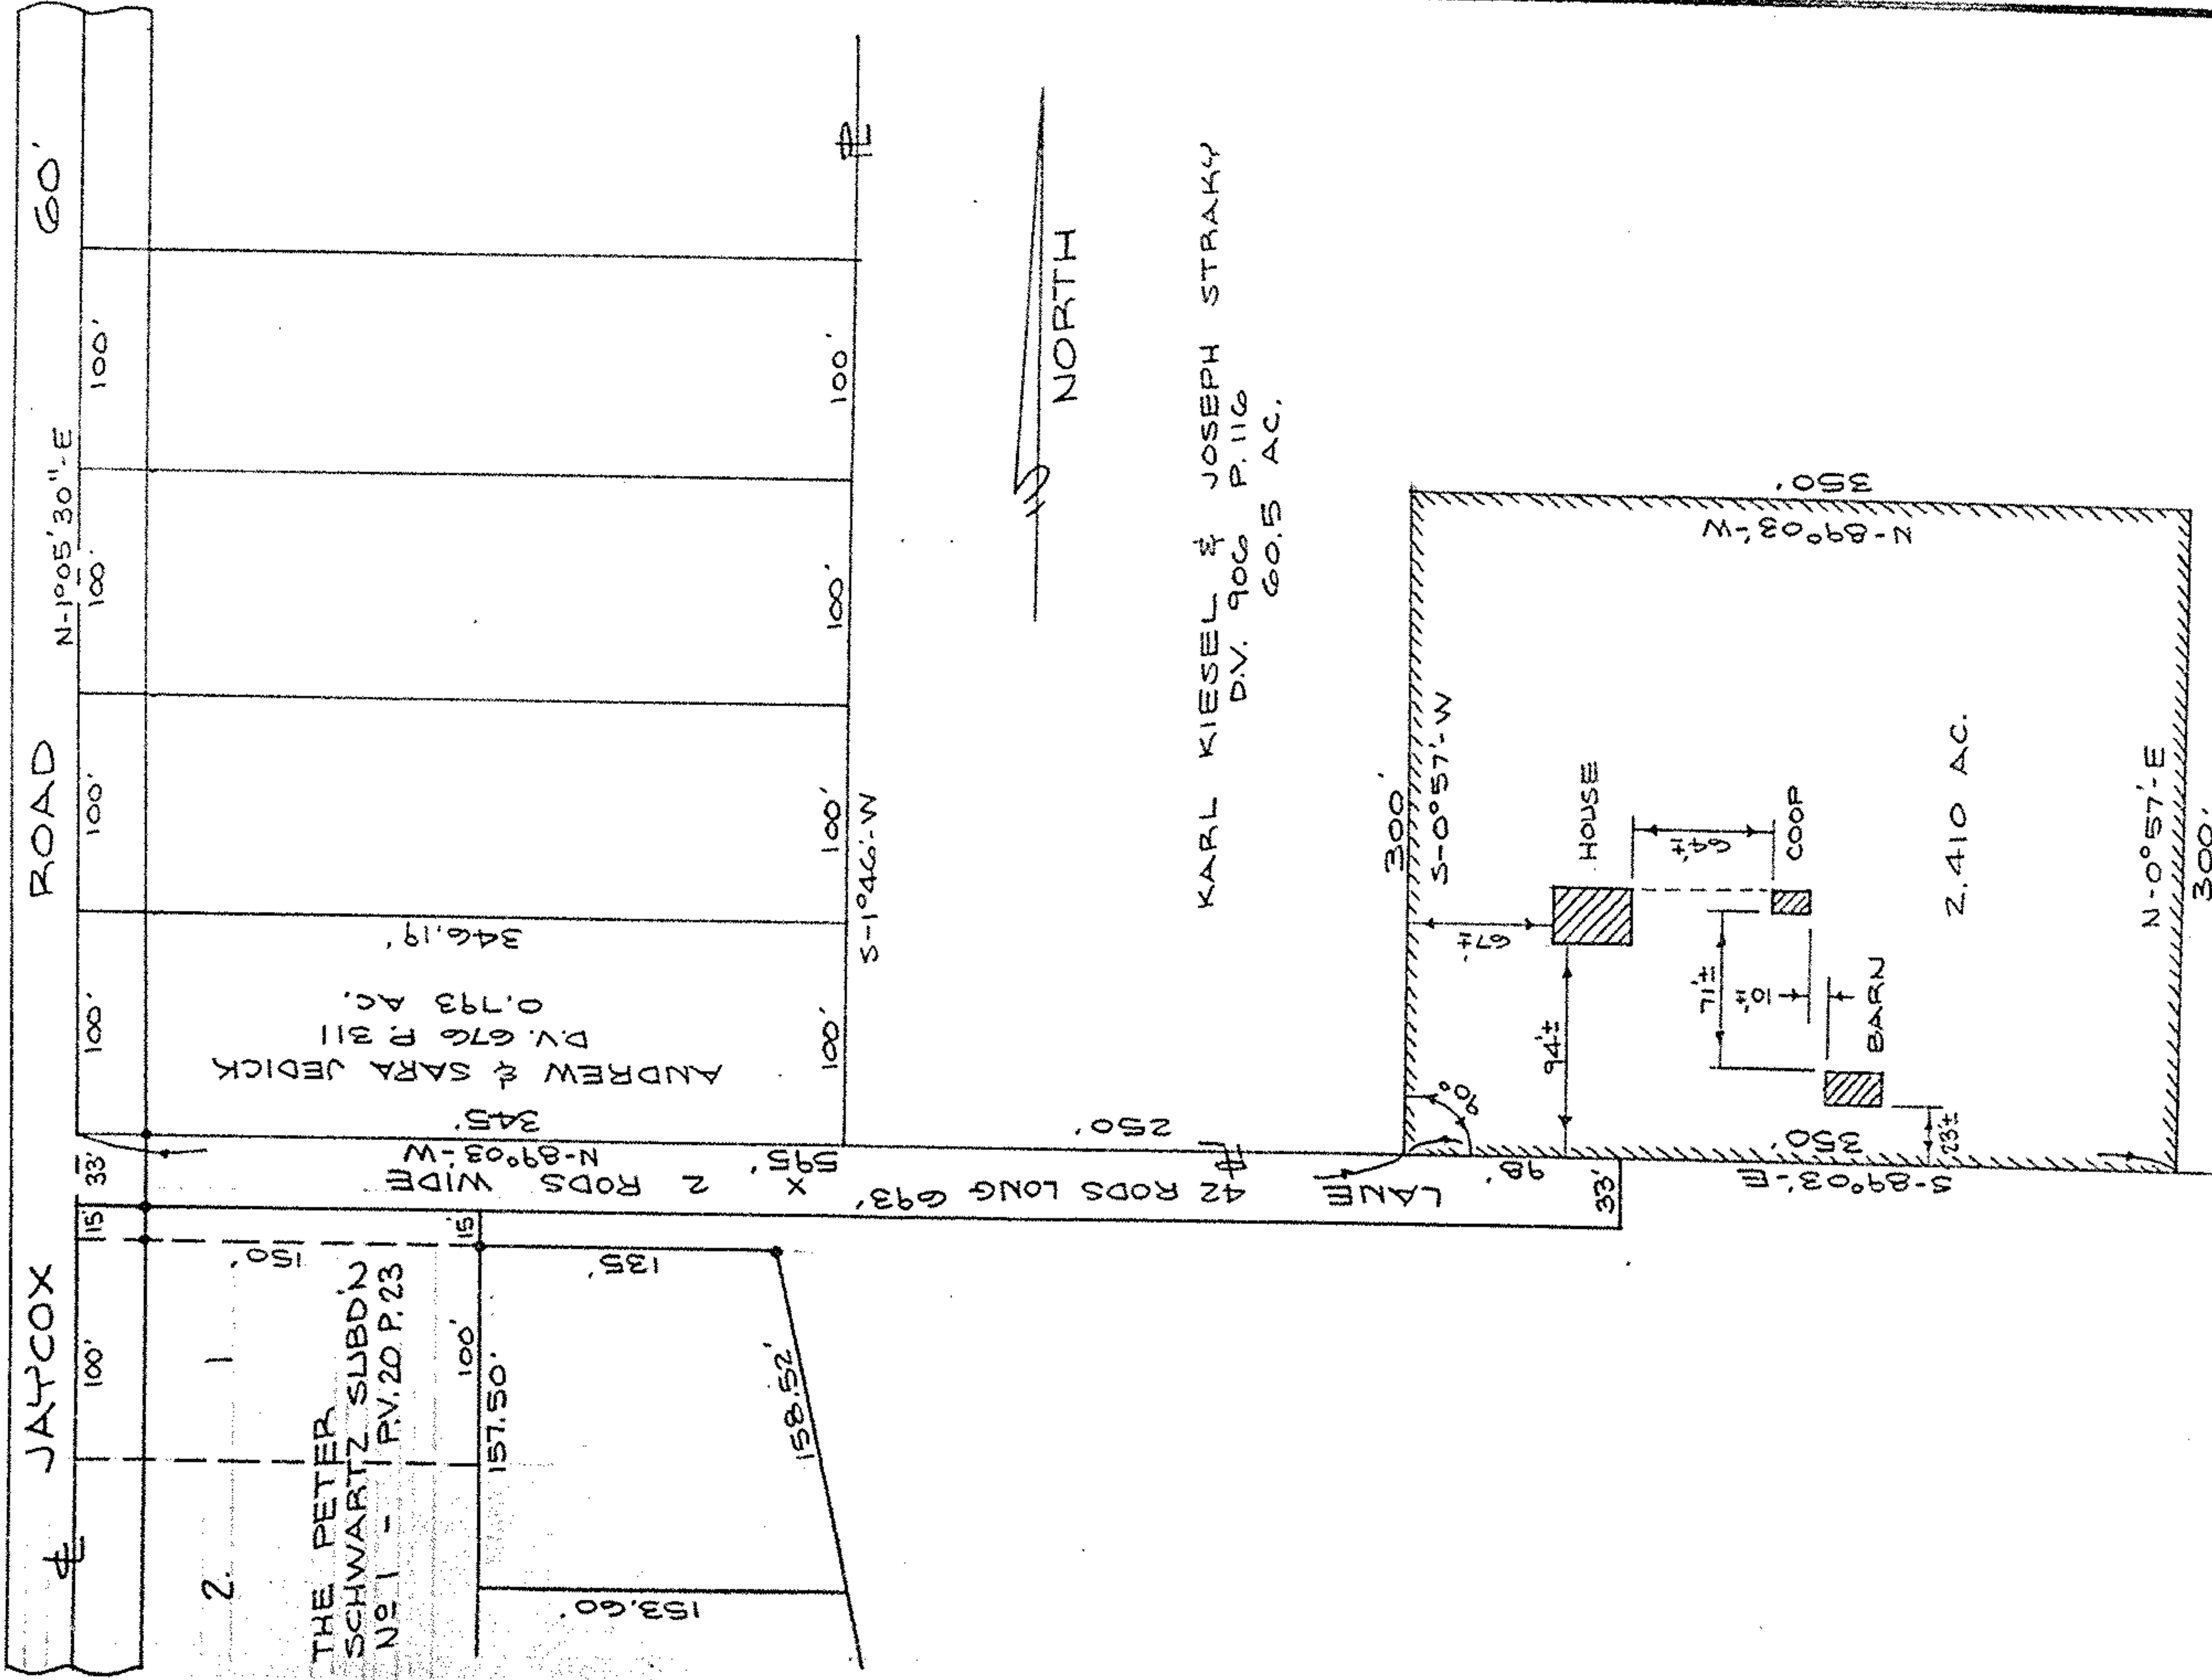 JAYCOX ROAD 60'
N-1°05'30"-E
℄
100'
15'
33'
100'
100'
100'
100'
2.
1
150'
THE PETER
SCHWARTZ SUBD'N
Nº 1 - P.V. 20 P. 23
100'
15'
157.50'
135'
158.52'
153.60'
345'
N-89°03'-W
ANDREW & SARA JEDICK
D.V. 676 P. 311
0.793 AC.
346.19'
100'
100'
100'
100'
S-1°46'-W
℄
595'
X 2 RODS WIDE
42 RODS LONG 693'
LANE
250'
℄
NORTH
KARL KIESEL & JOSEPH STRAKY
D.V. 906 P. 116
60.5 AC.
300'
S-0°57'-W
90°
98'
33'
350'
S-89°03'-E
67'±
94'±
HOUSE
64'±
COOP
71'±
10'±
BARN
23'±
2.410 AC.
350'
N-89°03'-W
N-0°57'-E
300'